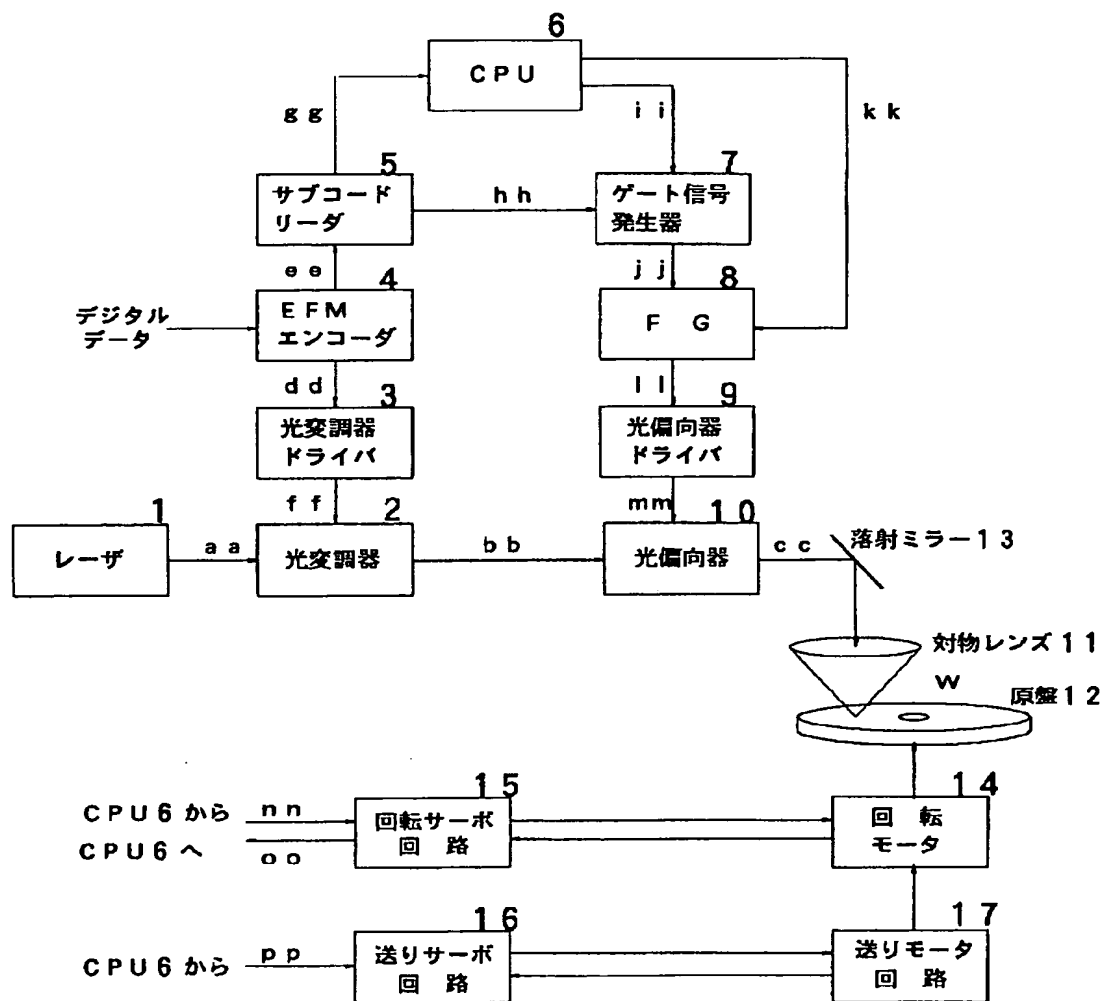 6
CPU
gg
ii
kk
5
サブコード
リーダ
hh
7
ゲート信号
発生器
ee
jj
デジタル
データ
4
EFM
エンコーダ
8
F G
dd
ll
3
光変調器
ドライバ
9
光偏向器
ドライバ
ff
mm
1
レーザ
aa
2
光変調器
bb
10
光偏向器
cc
落射ミラー13
対物レンズ11
W
原盤12
CPU6から
nn
CPU6へ
oo
15
回転サーボ
回 路
14
回 転
モータ
CPU6から
pp
16
送りサーボ
回 路
17
送りモータ
回 路